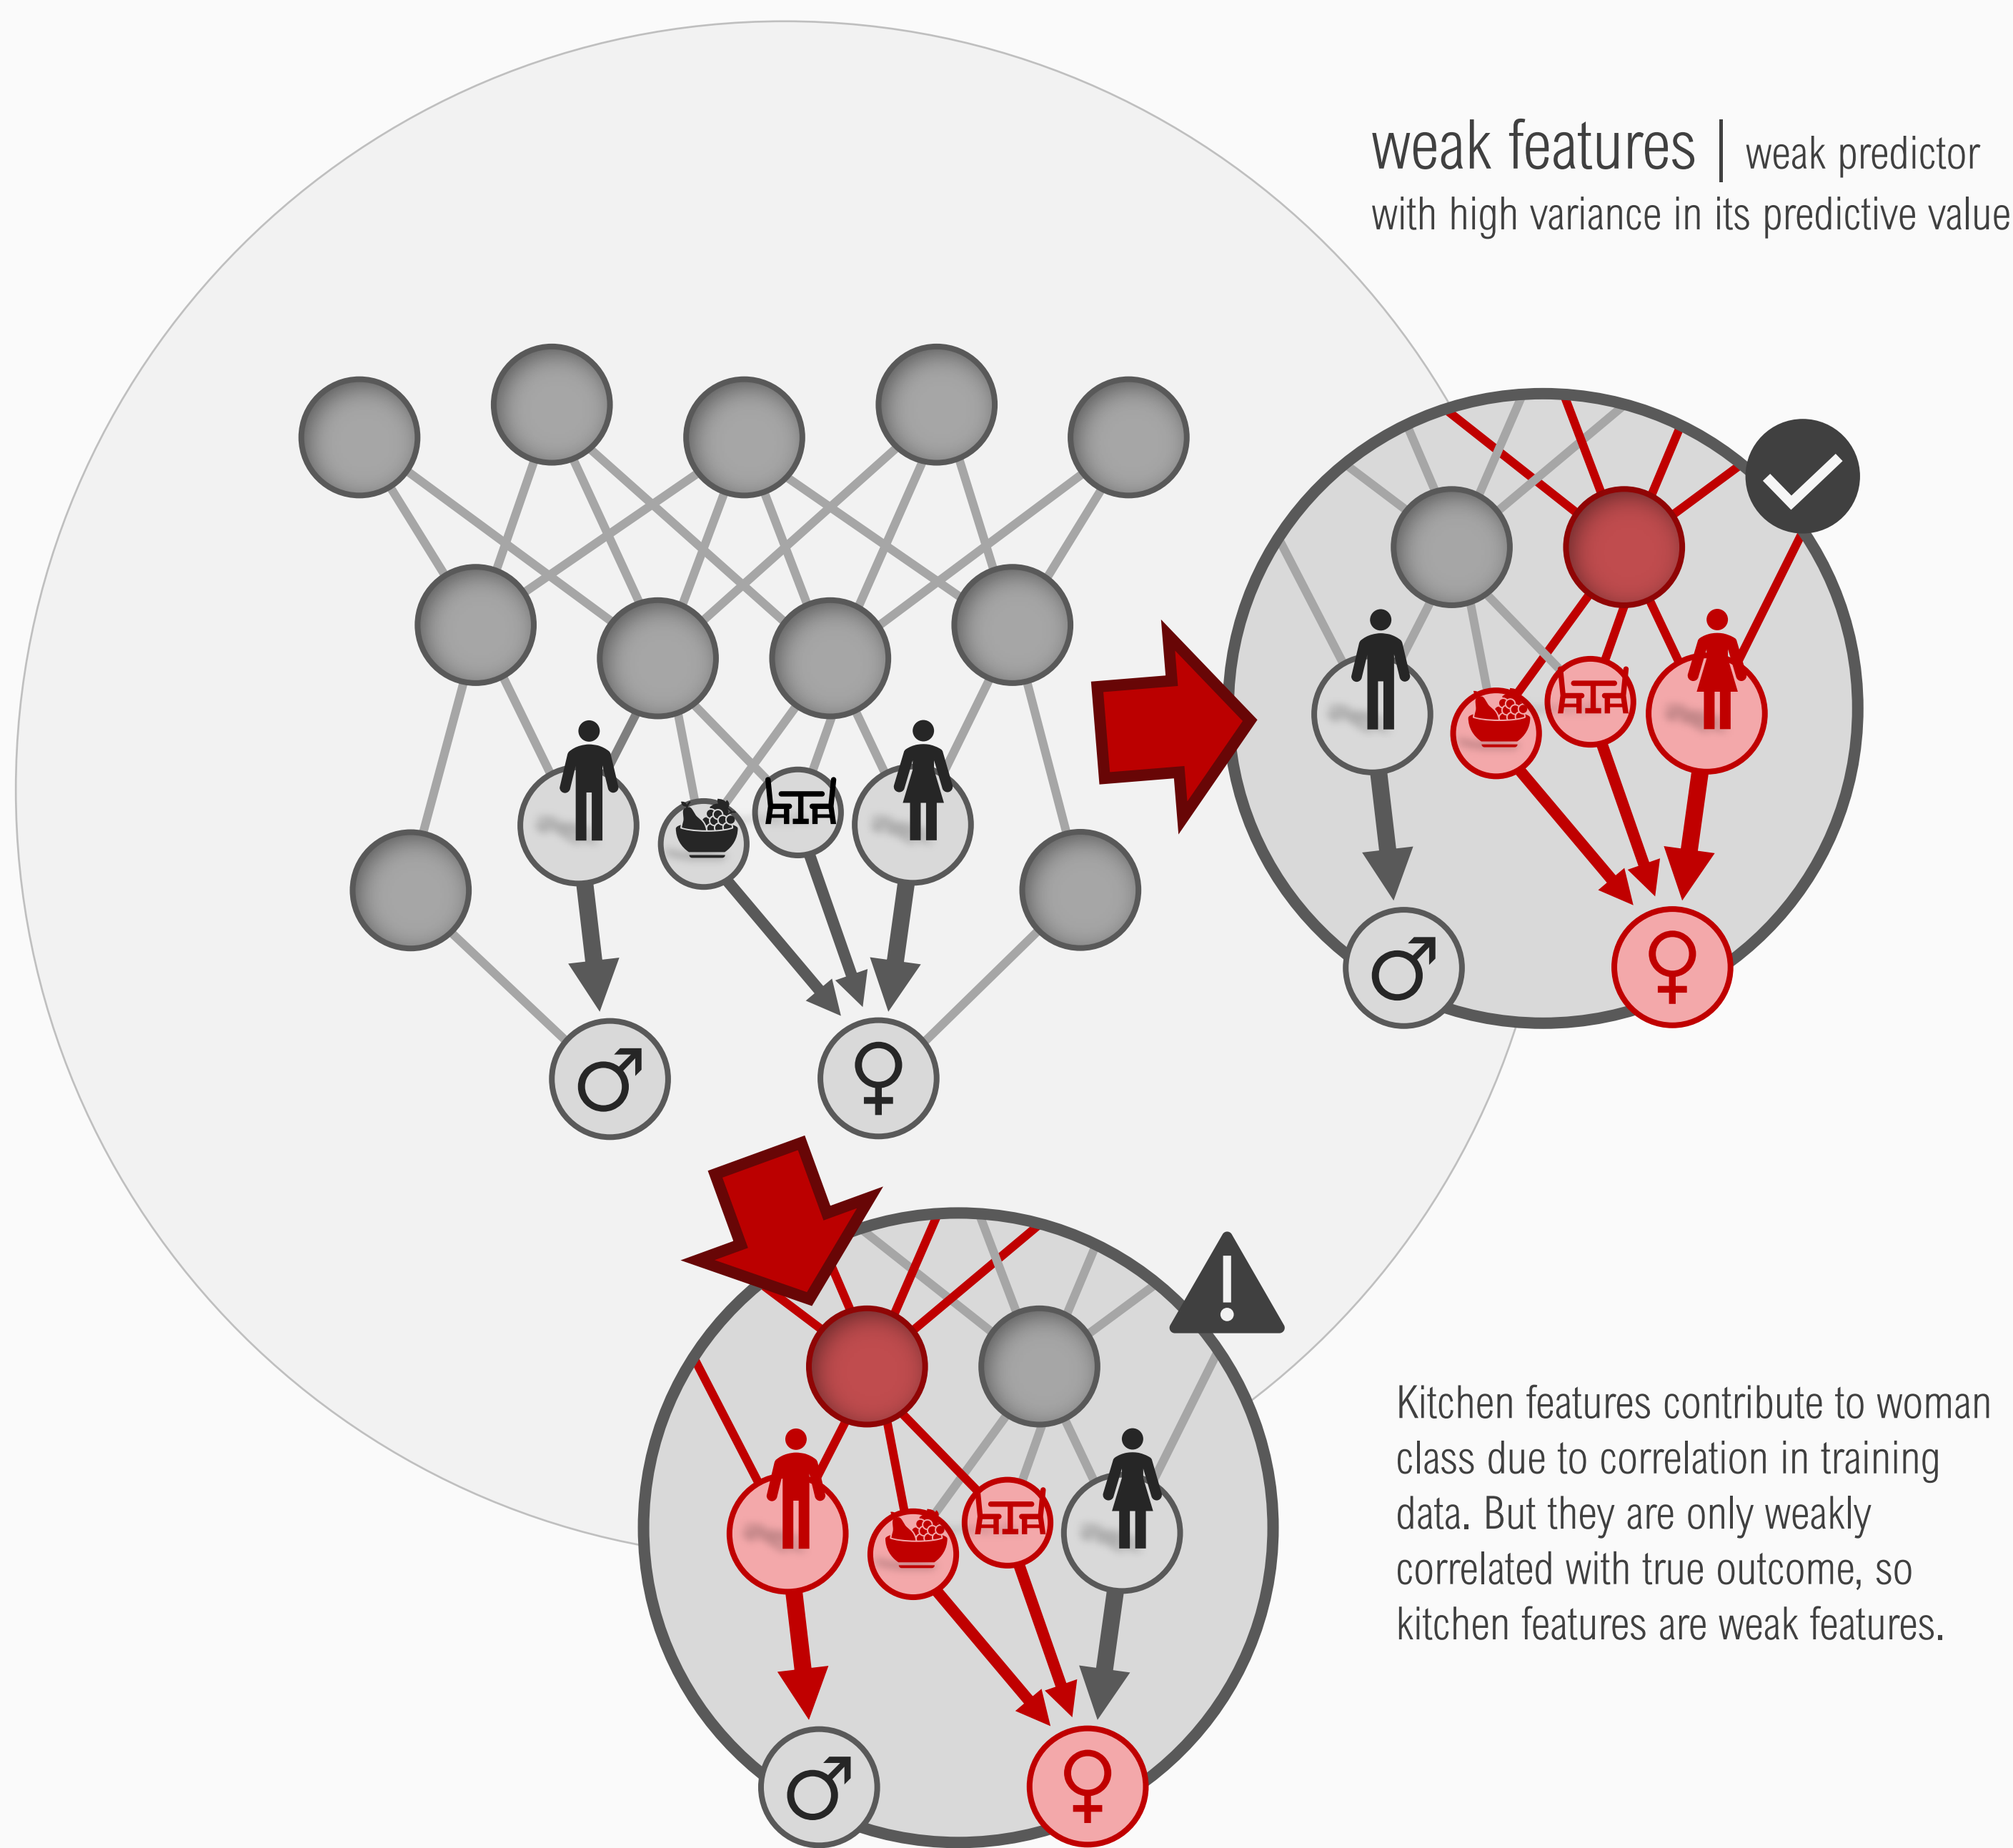 weak features | weak predictor
with high variance in its predictive value
Kitchen features contribute to woman
class due to correlation in training
data. But they are only weakly
correlated with true outcome, so
kitchen features are weak features.